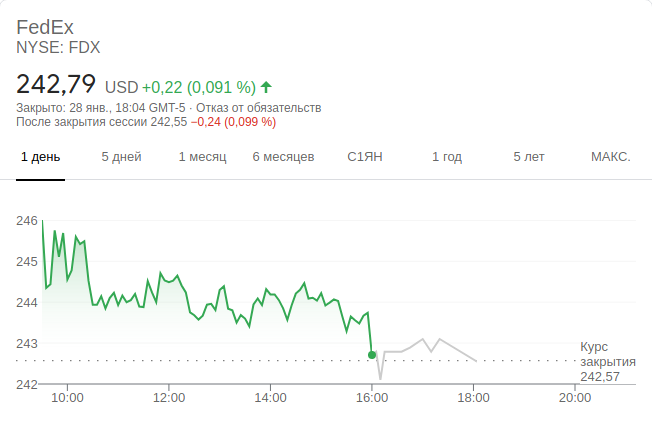 FedEx
NYSE: FDX
242,79 USD +0,22 (0,091 %)
Закрыто: 28 янв., 18:04 GMT-5 · Отказ от обязательств
После закрытия сессии 242,55 −0,24 (0,099 %)
1 день 5 дней 1 месяц 6 месяцев С1ЯН 1 год 5 лет МАКС.
246
245
244
243
242
Курс
закрытия
242,57
10:00 12:00 14:00 16:00 18:00 20:00